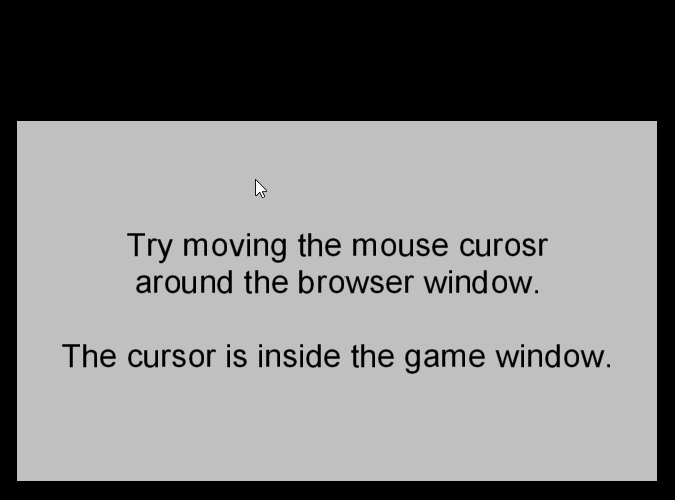 Try moving the mouse curosr
around the browser window.
The cursor is inside the game window.